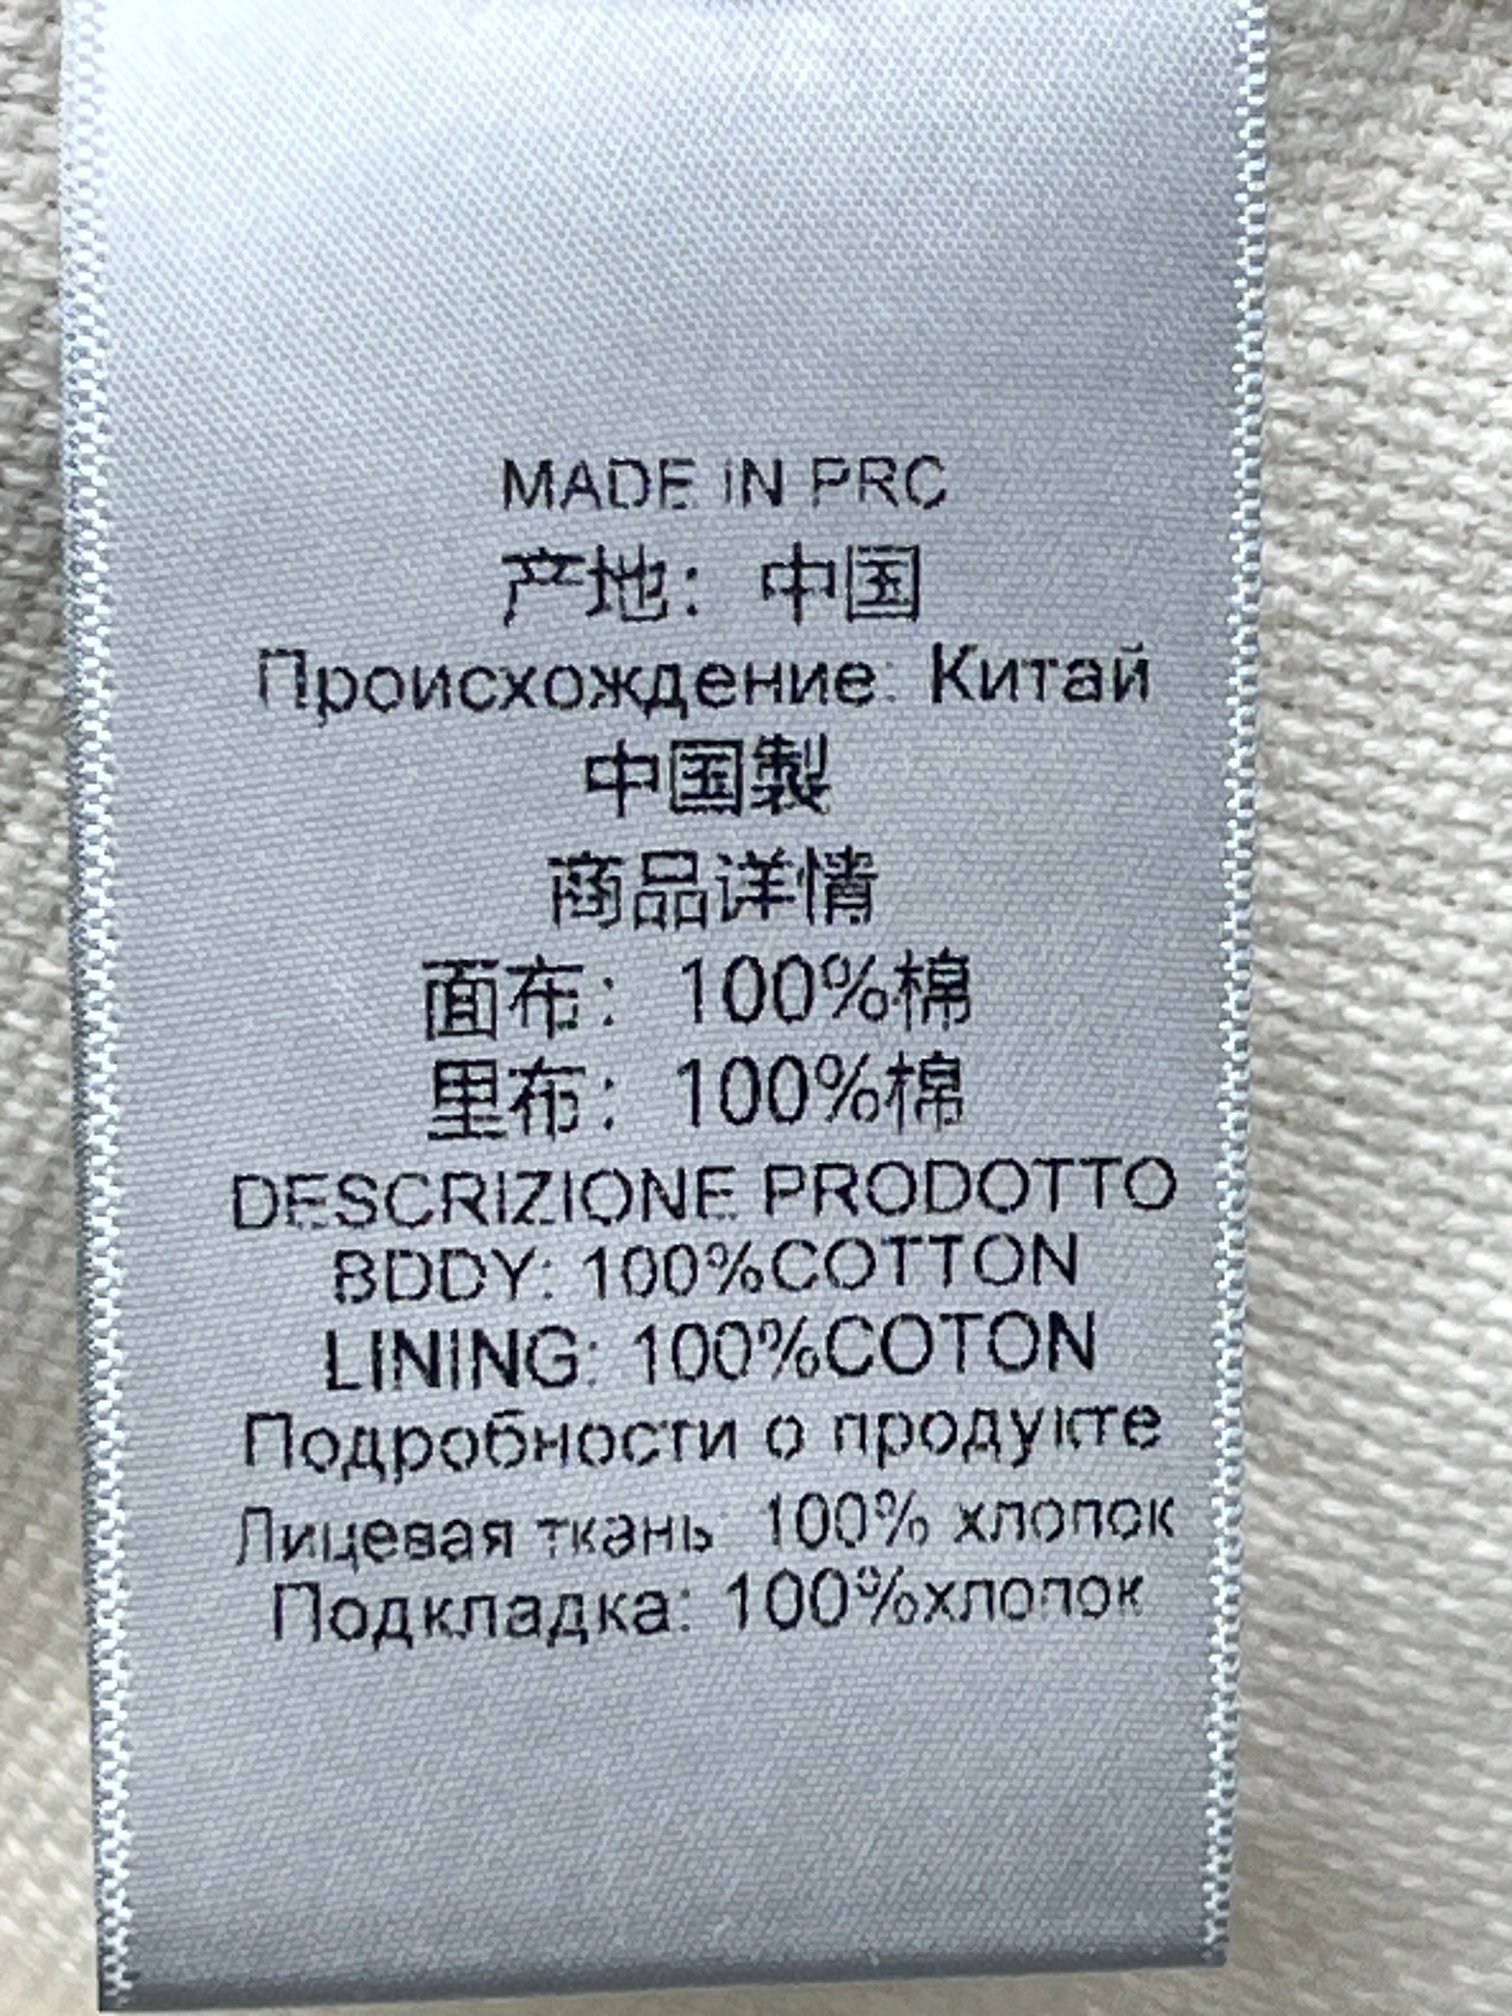 MADE IN PRC
产地：中国
Происхождение: Китай
中国製
商品详情
面布：100%棉
里布：100%棉
DESCRIZIONE PRODOTTO
BDDY: 100%COTTON
LINING: 100%COTON
Подробности о продукте
Лицевая ткань: 100% хлопок
Подкладка: 100%хлопок